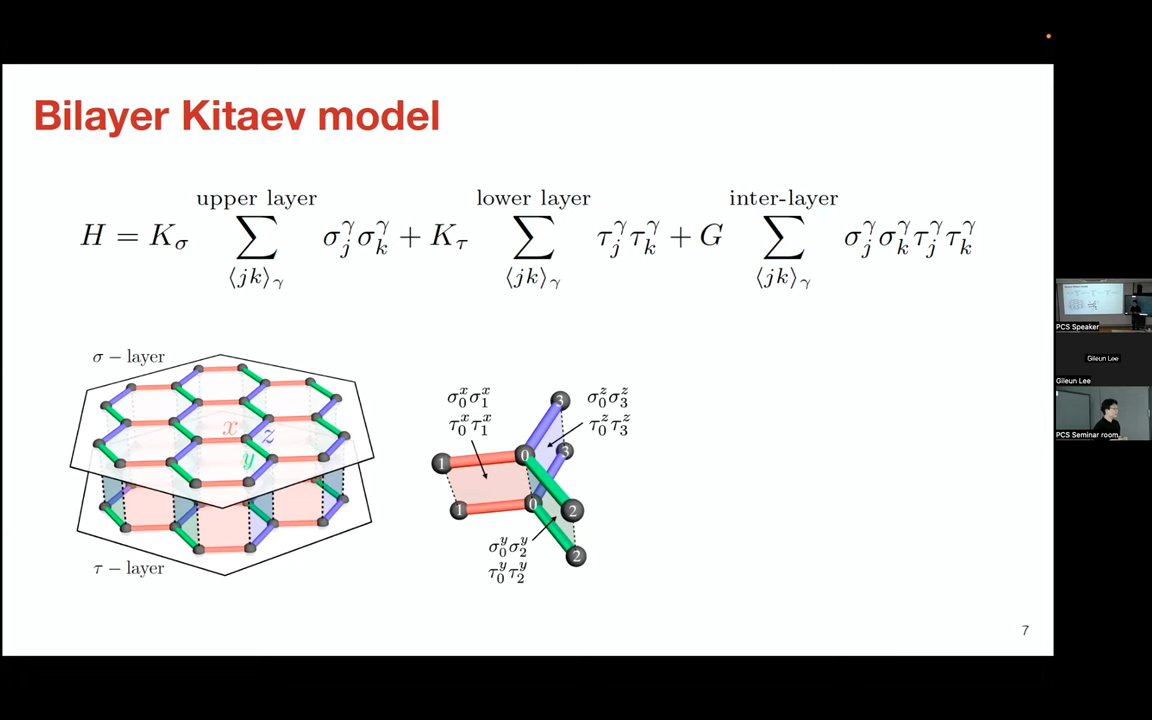 Bilayer Kitaev model
upper layer lower layer inter-layer
H = K_σ ∑_{⟨jk⟩_γ} σ_j^γ σ_k^γ + K_τ ∑_{⟨jk⟩_γ} τ_j^γ τ_k^γ + G ∑_{⟨jk⟩_γ} σ_j^γ σ_k^γ τ_j^γ τ_k^γ
σ − layer
x
z
y
τ − layer
σ_0^x σ_1^x
τ_0^x τ_1^x
σ_0^z σ_3^z
τ_0^z τ_3^z
3
0
1
3
0
1
2
2
σ_0^y σ_2^y
τ_0^y τ_2^y
7
PCS Speaker
Gileun Lee
Gileun Lee
PCS Seminar room